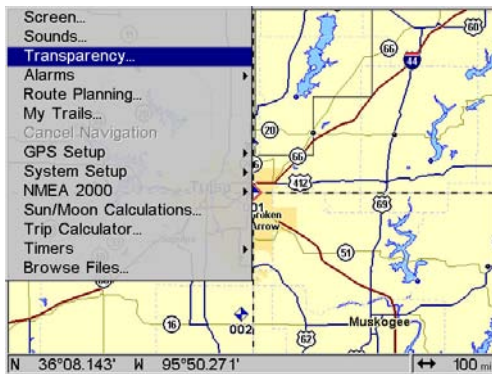 Screen...
Sounds...
Transparency...
Alarms
Route Planning...
My Trails...
Cancel Navigation
GPS Setup
System Setup
NMEA 2000
Sun/Moon Calculations...
Trip Calculator...
Timers
Browse Files...
60
66
44
20
66
412
Tulsa
69
Arrow
51
16
002
62
Muskogee
N 36°08.143' W 95°50.271' ↔ 100 mi